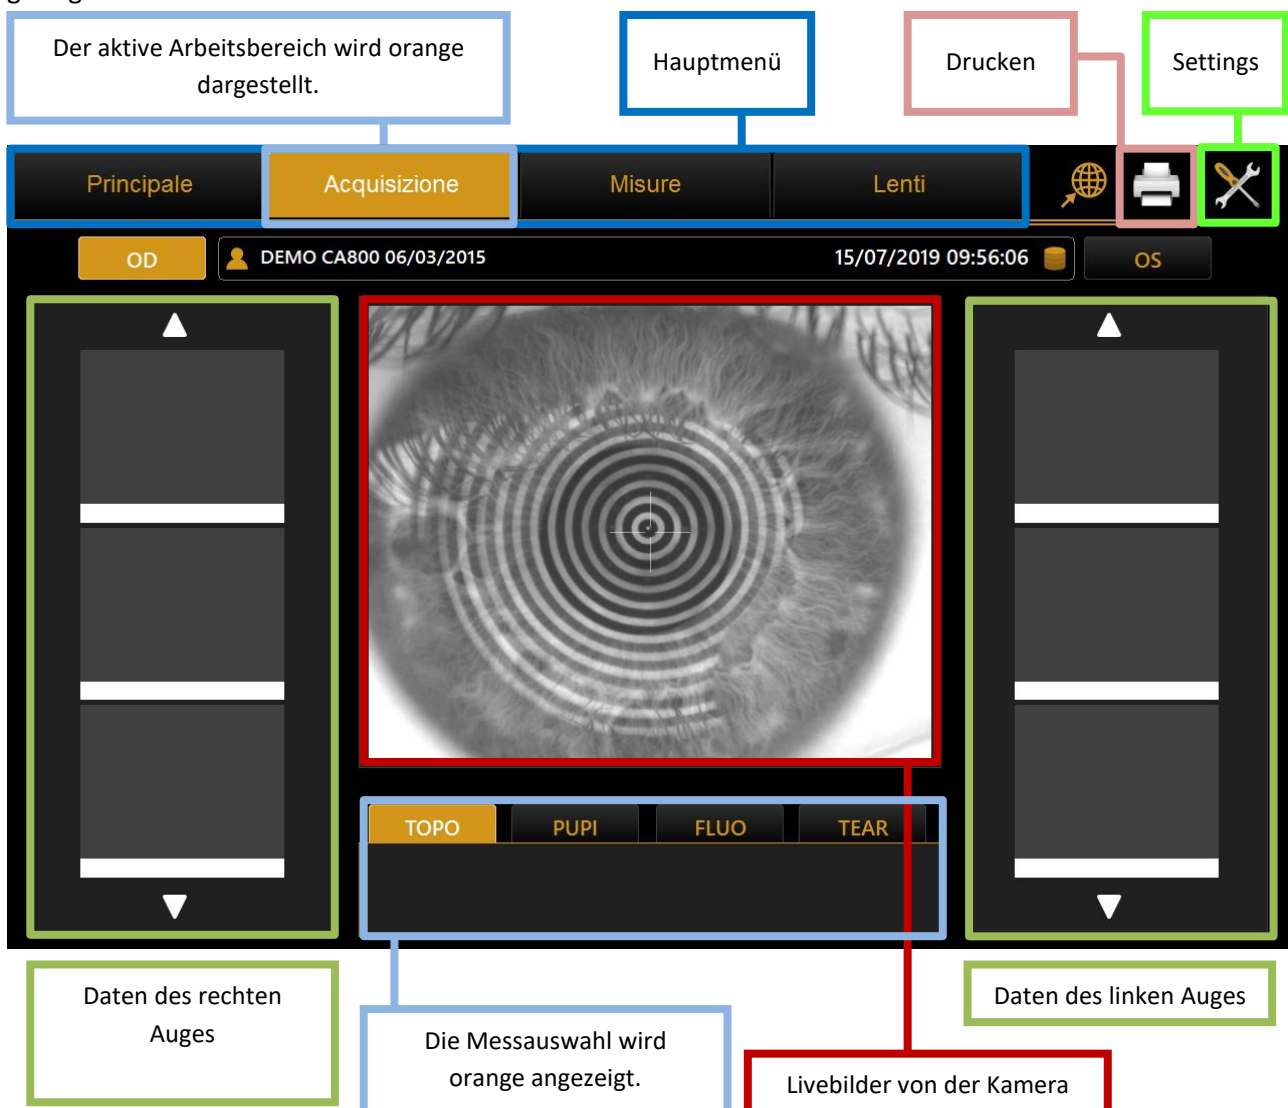 Der aktive Arbeitsbereich wird orange
dargestellt.
Hauptmenü
Drucken
Settings
Principale
Acquisizione
Misure
Lenti
OD
DEMO CA800 06/03/2015
15/07/2019 09:56:06
OS
TOPO
PUPI
FLUO
TEAR
Daten des rechten
Auges
Die Messauswahl wird
orange angezeigt.
Livebilder von der Kamera
Daten des linken Auges